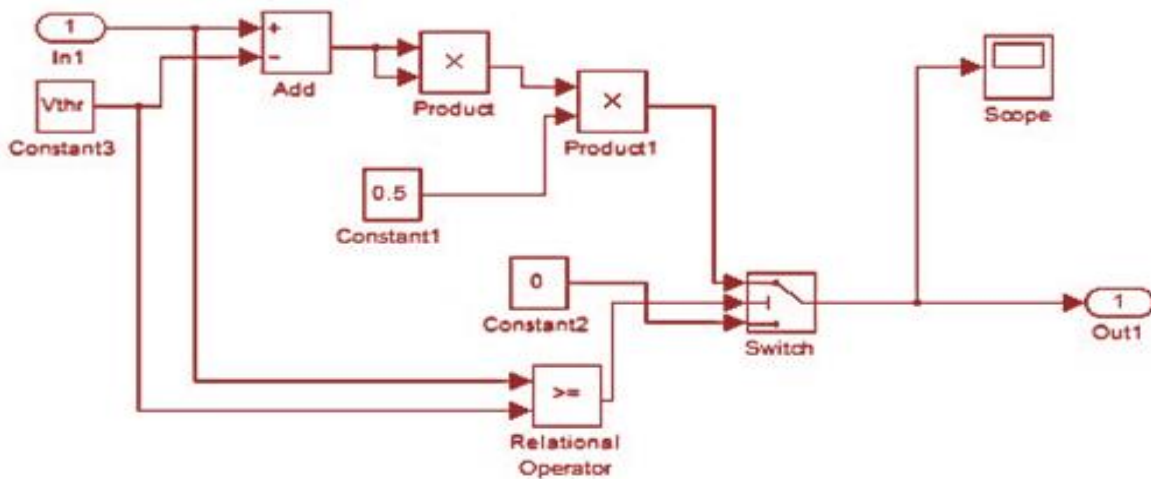 1
In1
+
-
Add
Vthr
Constant3
×
Product
×
Product1
0.5
Constant1
Scope
0
Constant2
Switch
1
Out1
>=
Relational
Operator